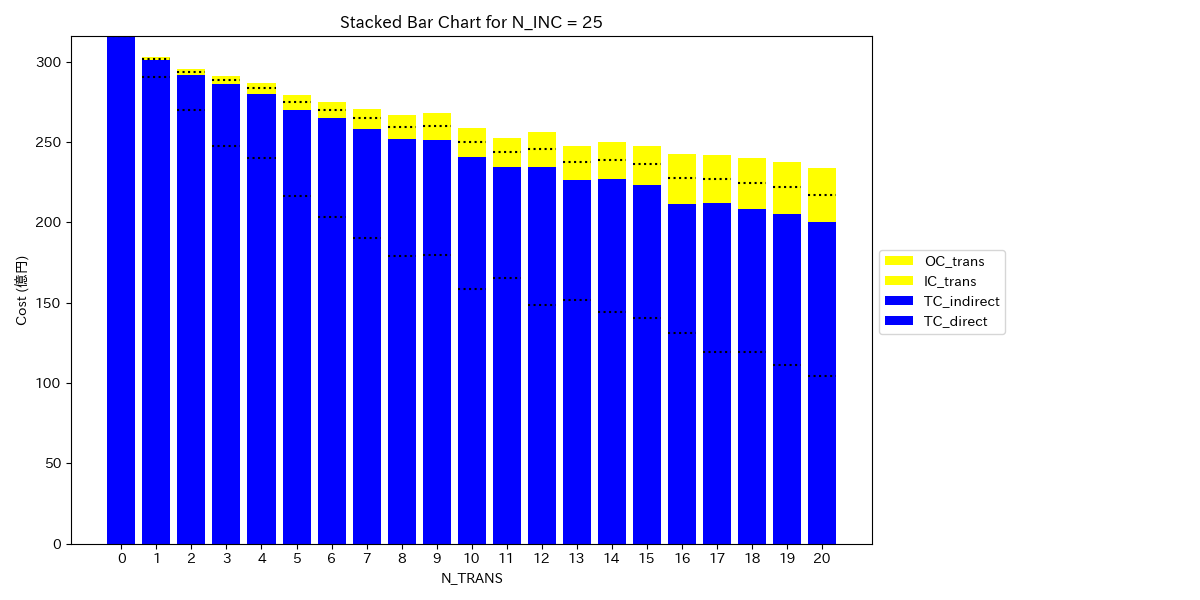 Stacked Bar Chart for N_INC = 25
Cost (億円)
300
250
200
150
100
50
0
0 1 2 3 4 5 6 7 8 9 10 11 12 13 14 15 16 17 18 19 20
N_TRANS
OC_trans
IC_trans
TC_indirect
TC_direct